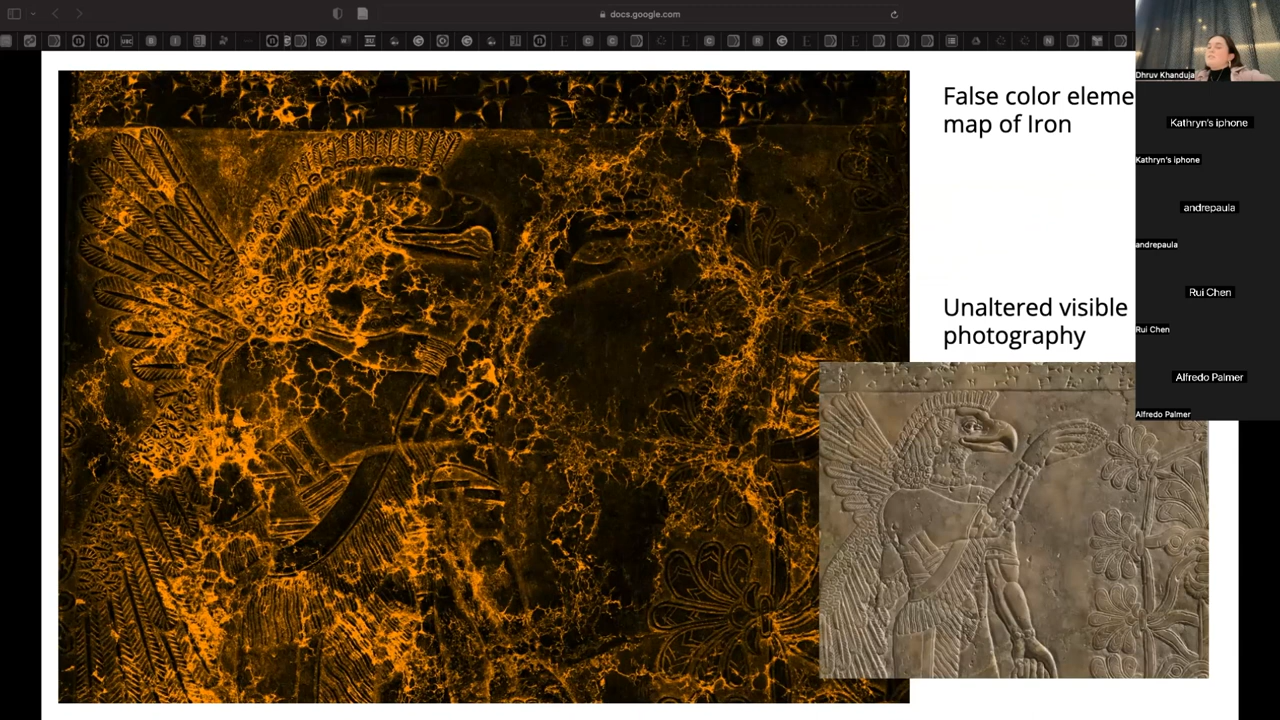 docs.google.com
False color eleme
map of Iron
Unaltered visible
photography
Dhruv Khanduja
Kathryn's iphone
Kathryn's iphone
andrepaula
andrepaula
Rui Chen
Rui Chen
Alfredo Palmer
Alfredo Palmer